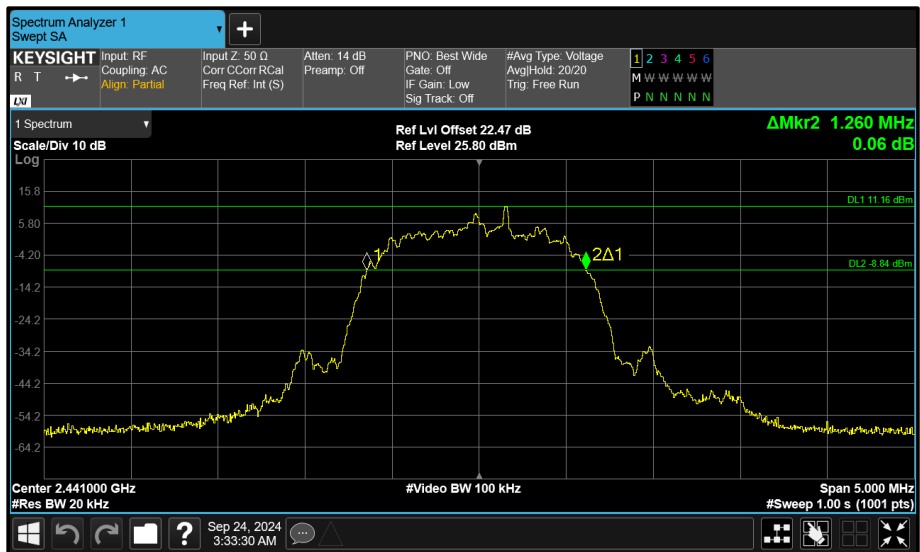 Spectrum Analyzer 1
Swept SA
+
KEYSIGHT
R T
LXI
Input: RF
Coupling: AC
Align: Partial
Input Z: 50 Ω
Corr CCorr RCal
Freq Ref: Int (S)
Atten: 14 dB
Preamp: Off
PNO: Best Wide
Gate: Off
IF Gain: Low
Sig Track: Off
#Avg Type: Voltage
Avg|Hold: 20/20
Trig: Free Run
1 2 3 4 5 6
M W W W W W
P N N N N N
1 Spectrum
Scale/Div 10 dB
Ref Lvl Offset 22.47 dB
Ref Level 25.80 dBm
ΔMkr2 1.260 MHz
0.06 dB
Log
15.8
DL1 11.16 dBm
5.80
-4.20
1
2Δ1
DL2 -8.84 dBm
-14.2
-24.2
-34.2
-44.2
-54.2
-64.2
Center 2.441000 GHz
#Video BW 100 kHz
Span 5.000 MHz
#Res BW 20 kHz
#Sweep 1.00 s (1001 pts)
?
Sep 24, 2024
3:33:30 AM